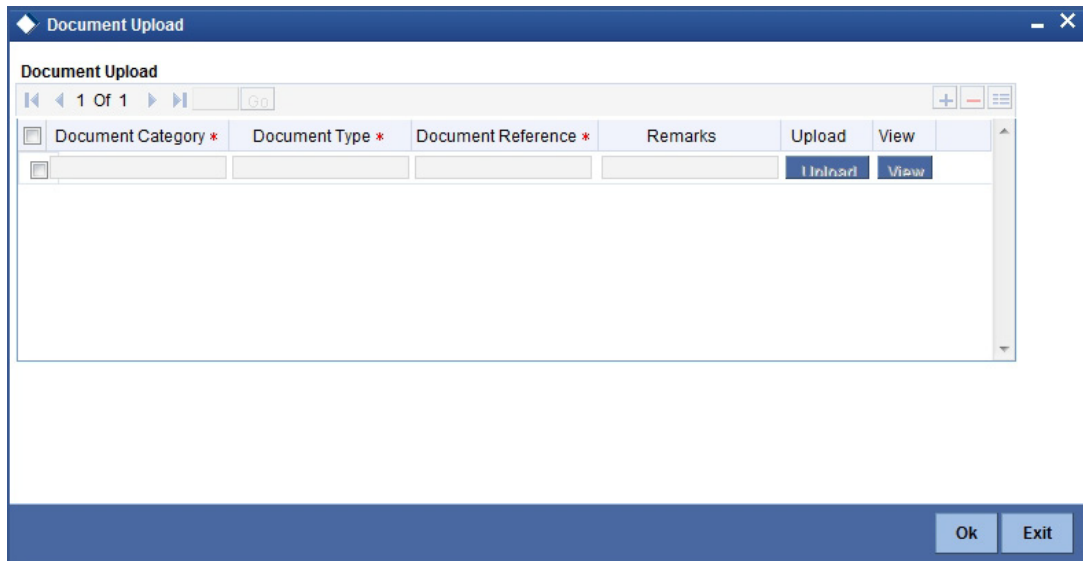 Document Upload
Document Upload
1 Of 1 Go
Document Category * Document Type * Document Reference * Remarks Upload View
Upload View
Ok Exit